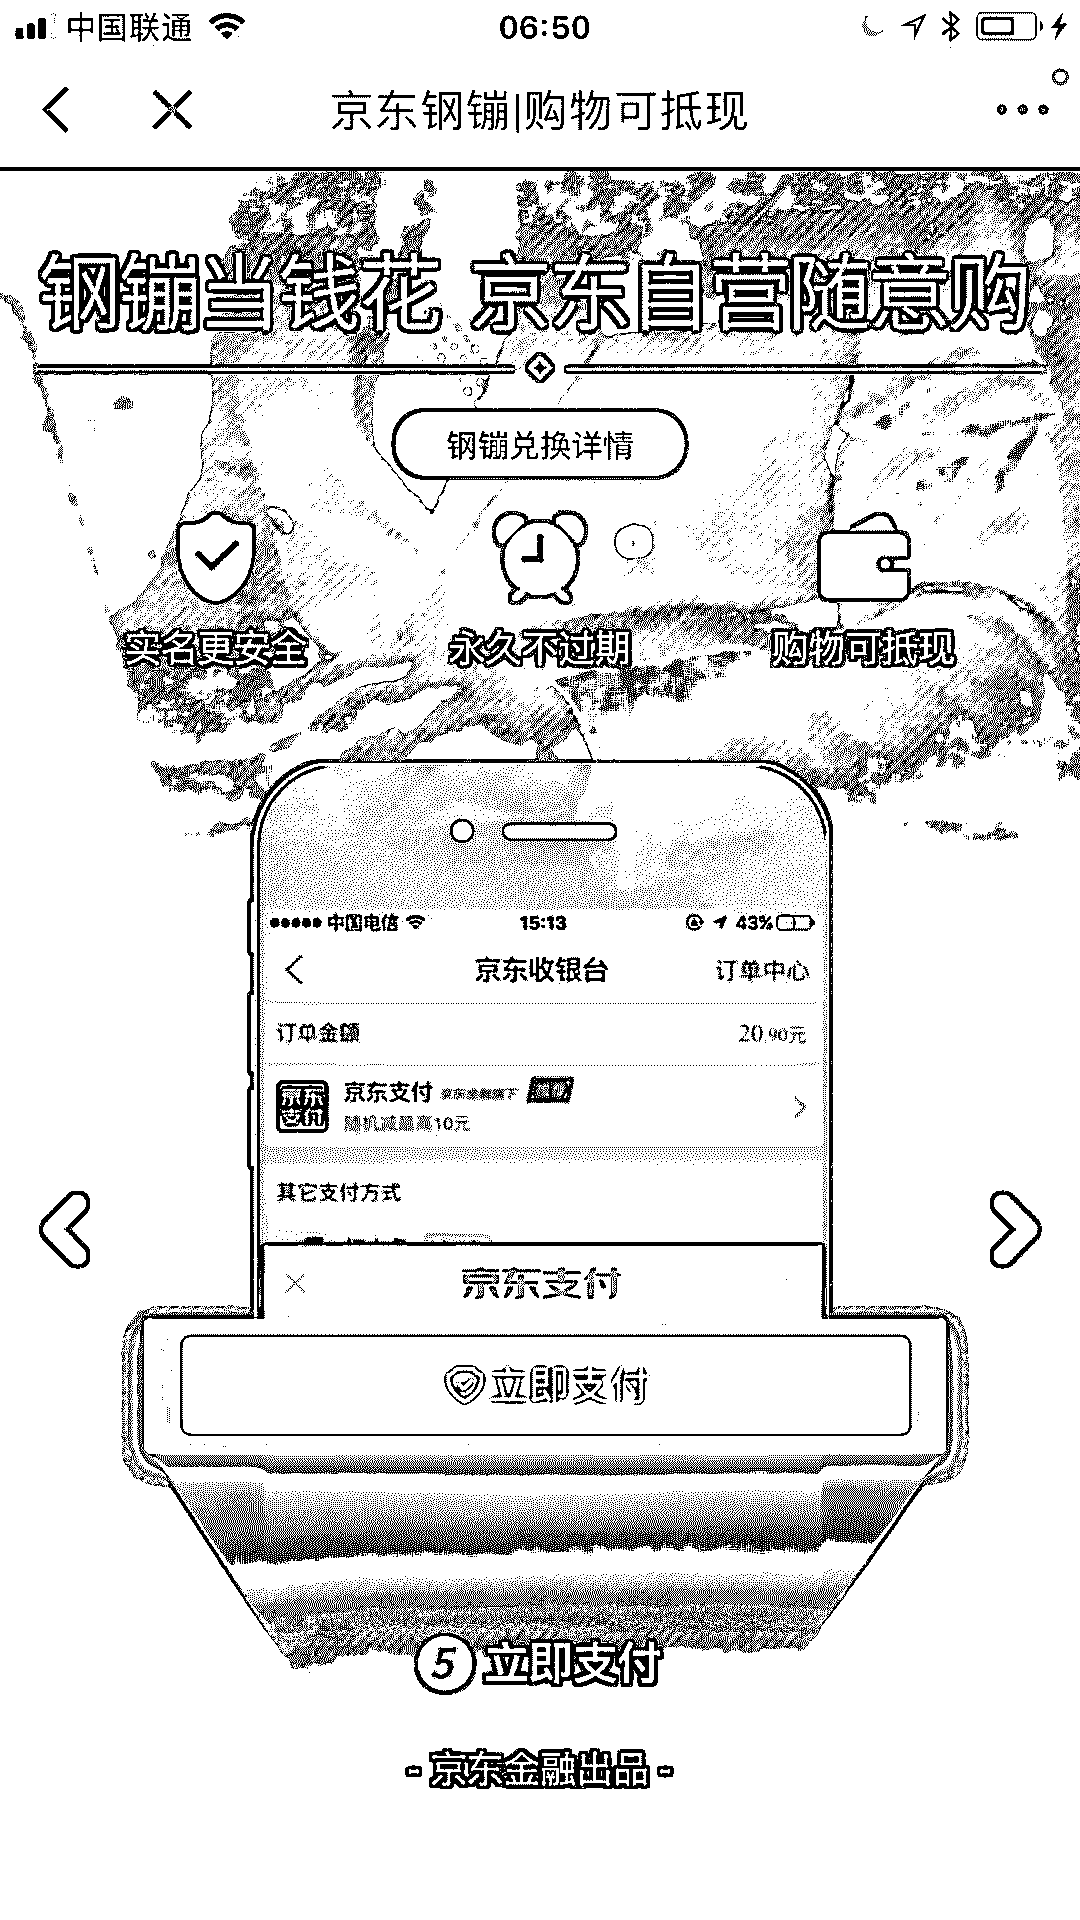 中国联通 06:50
京东钢镚|购物可抵现
钢镚当钱花 京东自营随意购
钢镚兑换详情
实名更安全 永久不过期 购物可抵现
中国电信 15:13 43%
京东收银台 订单中心
订单金额 20.90元
京东支付 京东支付
随机减最高10元
其它支付方式
京东支付
立即支付
5 立即支付
- 京东金融出品 -